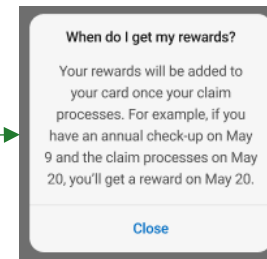 When do I get my rewards?
Your rewards will be added to
your card once your claim
processes. For example, if you
have an annual check-up on May
9 and the claim processes on May
20, you'll get a reward on May 20.
Close